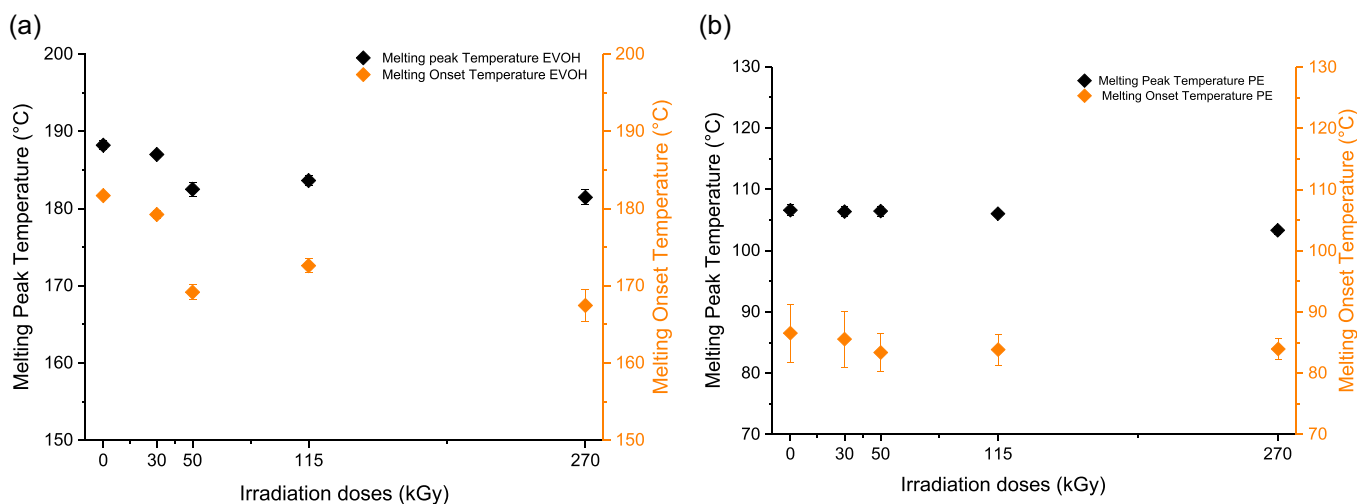 (a)
Melting Peak Temperature (°C)
200
190
180
170
160
150
Melting peak Temperature EVOH
Melting Onset Temperature EVOH
200
190
180
170
160
150
Melting Onset Temperature (°C)
0 30 50 115 270
Irradiation doses (kGy)
(b)
Melting Peak Temperature (°C)
130
120
110
100
90
80
70
Melting Peak Temperature PE
Melting Onset Temperature PE
130
120
110
100
90
80
70
Melting Onset Temperature (°C)
0 30 50 115 270
Irradiation doses (kGy)